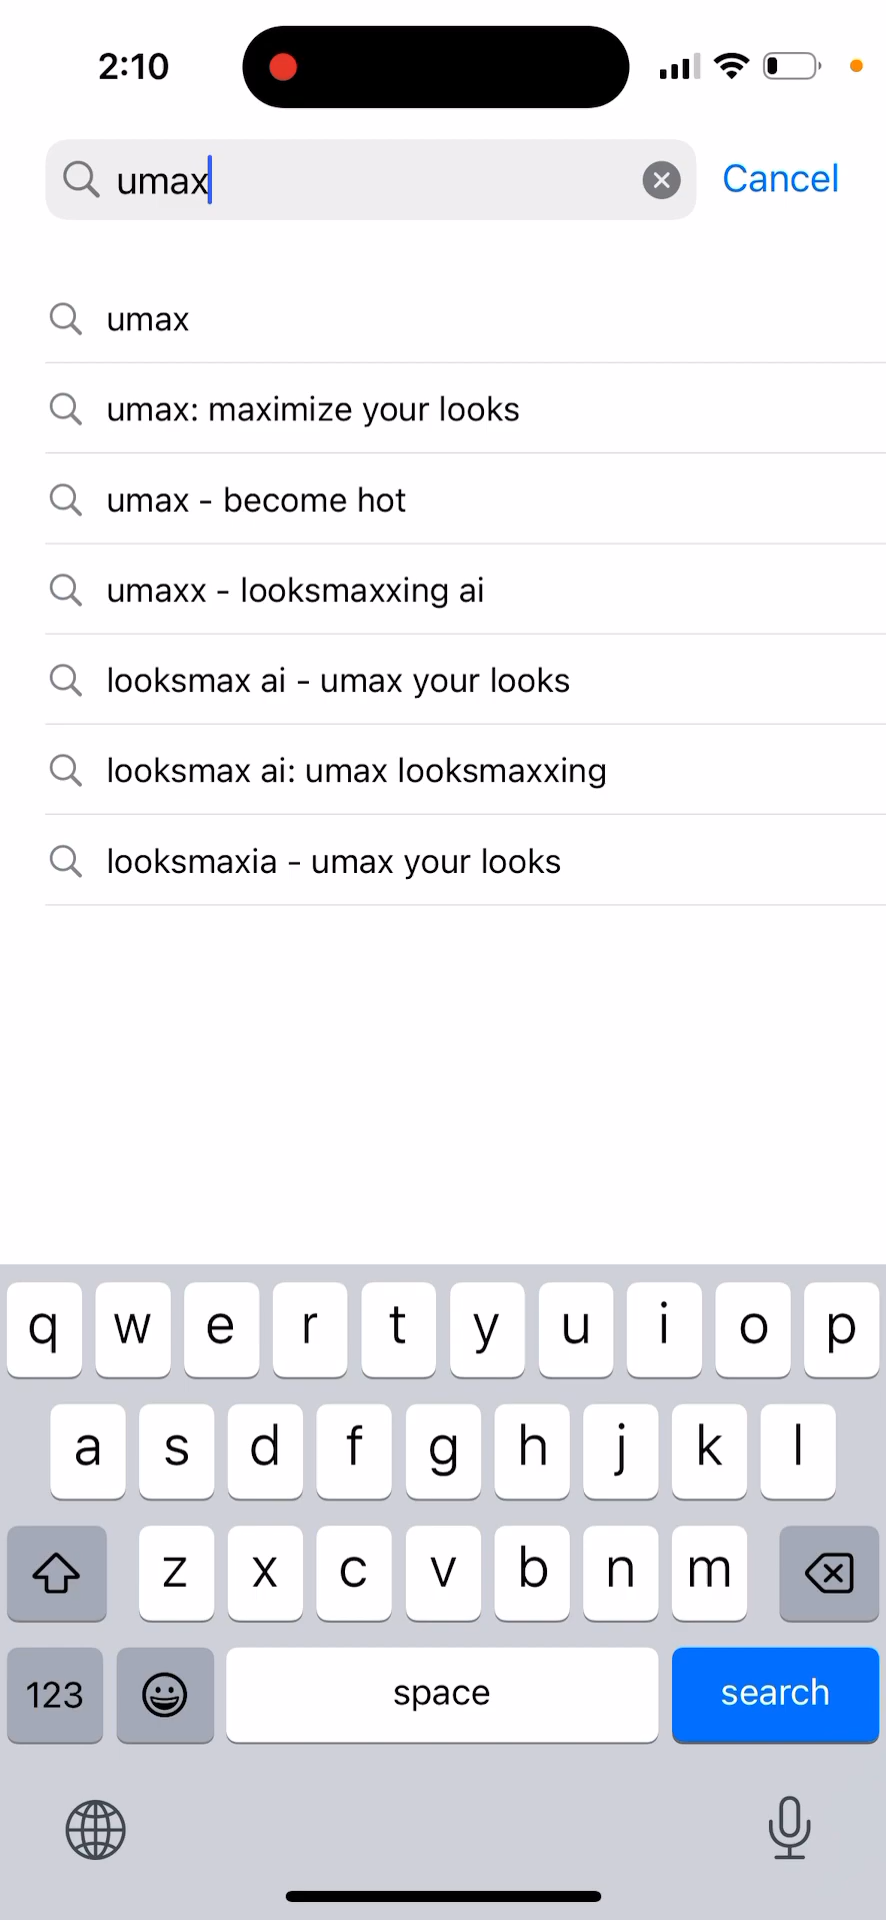 2:10
umax
Cancel
umax
umax: maximize your looks
umax - become hot
umaxx - looksmaxxing ai
looksmax ai - umax your looks
looksmax ai: umax looksmaxxing
looksmaxia - umax your looks
q w e r t y u i o p
a s d f g h j k l
z x c v b n m
123 space search